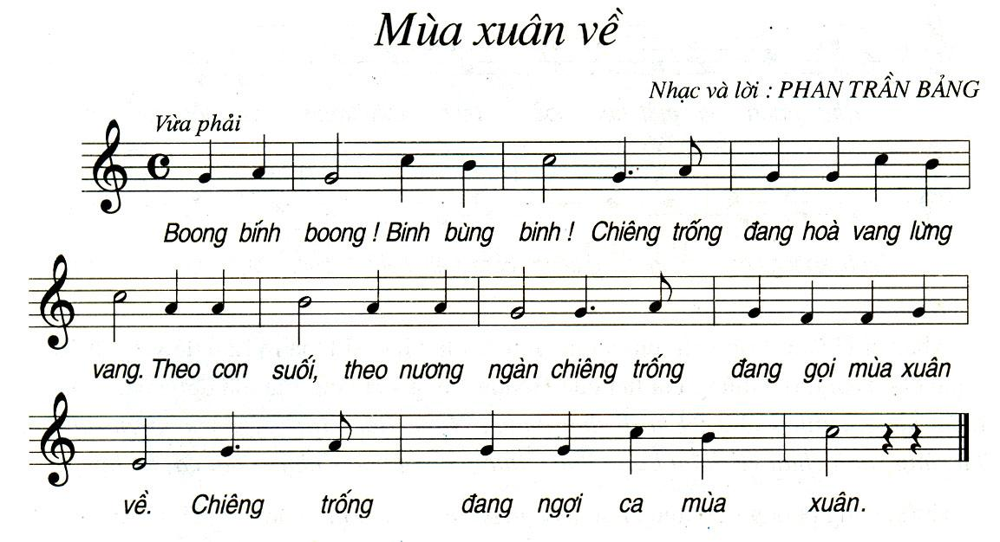 Mùa xuân về
Nhạc và lời : PHAN TRẦN BẢNG
Vừa phải
Boong bính boong ! Binh bùng binh ! Chiêng trống đang hoà vang lừng
vang. Theo con suối, theo nương ngàn chiêng trống đang gọi mùa xuân
về. Chiêng trống đang ngợi ca mùa xuân.